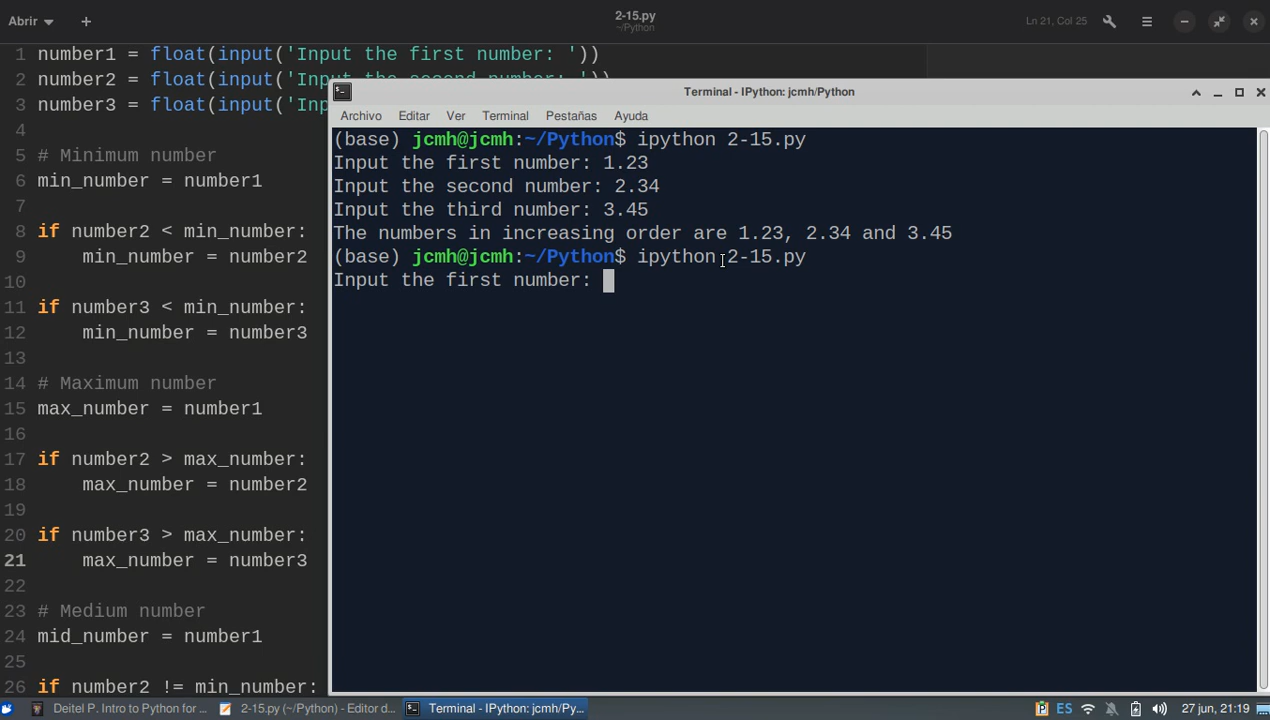 Abrir
2-15.py
~/Python
Ln 21, Col 25
1 number1 = float(input('Input the first number: '))
2 number2 = float(input('Input the second number: '))
3 number3 = float(input('Inp
4
5 # Minimum number
6 min_number = number1
7
8 if number2 < min_number:
9 min_number = number2
10
11 if number3 < min_number:
12 min_number = number3
13
14 # Maximum number
15 max_number = number1
16
17 if number2 > max_number:
18 max_number = number2
19
20 if number3 > max_number:
21 max_number = number3
22
23 # Medium number
24 mid_number = number1
25
26 if number2 != min_number:
Terminal - IPython: jcmh/Python
Archivo Editar Ver Terminal Pestañas Ayuda
(base) jcmh@jcmh:~/Python$ ipython 2-15.py
Input the first number: 1.23
Input the second number: 2.34
Input the third number: 3.45
The numbers in increasing order are 1.23, 2.34 and 3.45
(base) jcmh@jcmh:~/Python$ ipython 2-15.py
Input the first number:
Deitel P. Intro to Python for ... 2-15.py (~/Python) - Editor d... Terminal - IPython: jcmh/Py... ES 27 jun, 21:19